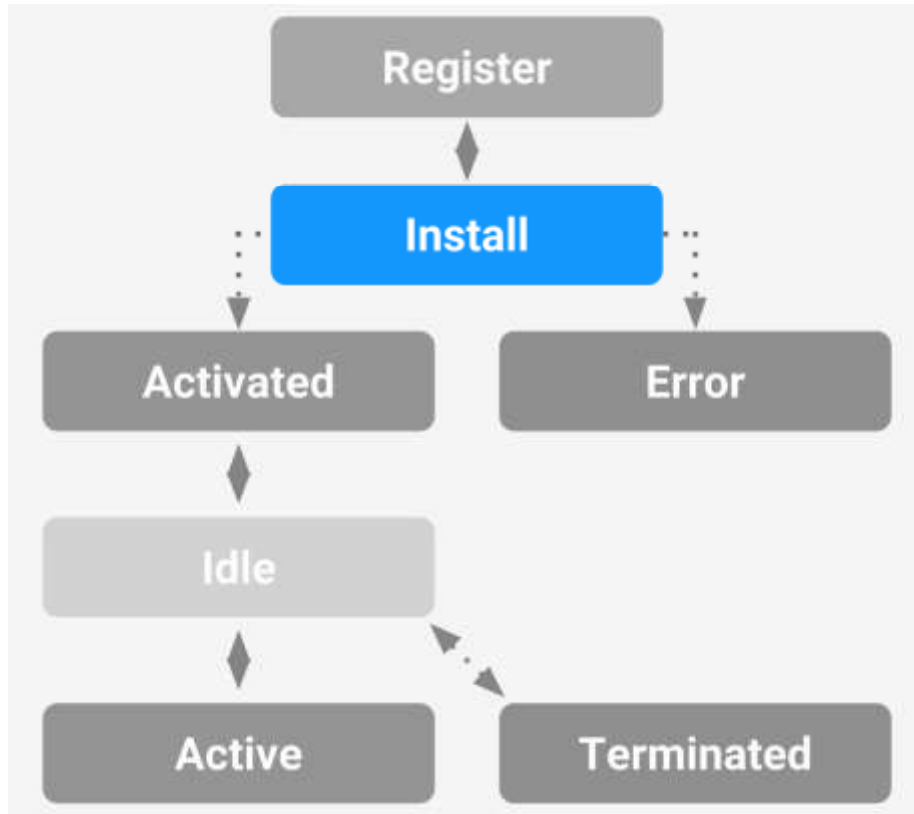 Register
Install
Activated
Error
Idle
Active
Terminated